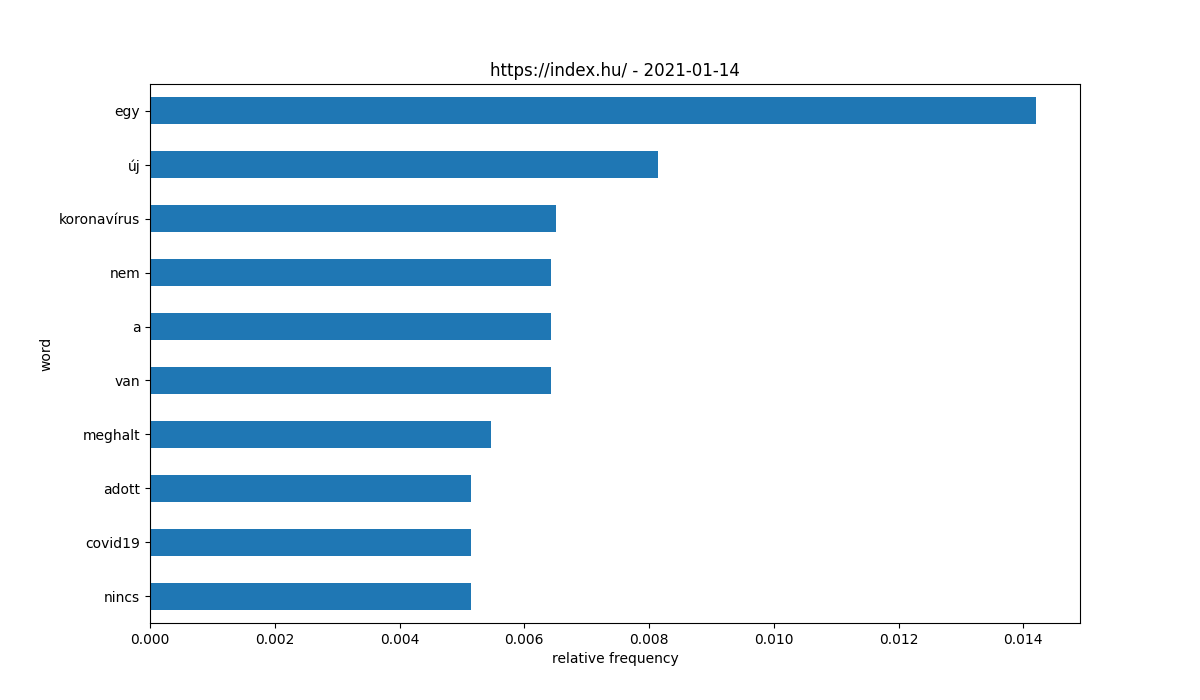 https://index.hu/ - 2021-01-14
egy
új
koronavírus
nem
a
van
meghalt
adott
covid19
nincs
word
0.000 0.002 0.004 0.006 0.008 0.010 0.012 0.014
relative frequency